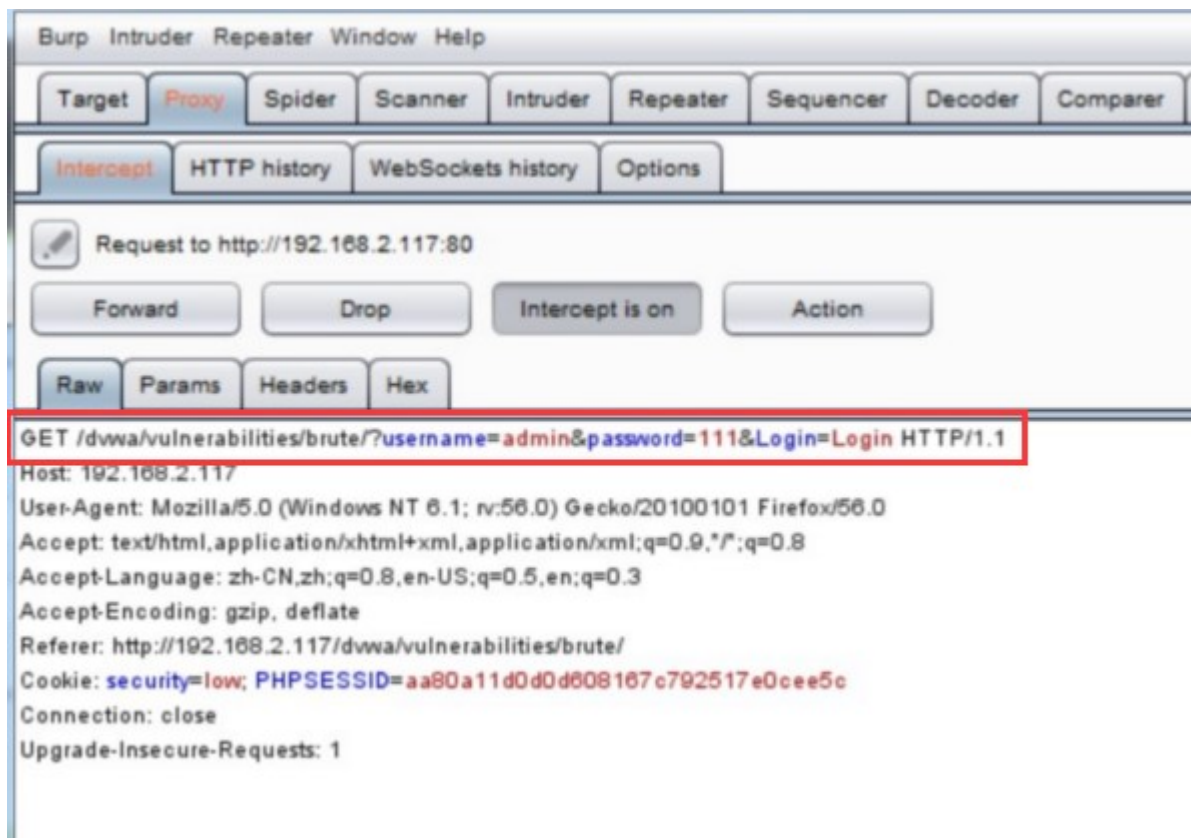 Burp Intruder Repeater Window Help
Target Proxy Spider Scanner Intruder Repeater Sequencer Decoder Comparer
Intercept HTTP history WebSockets history Options
Request to http://192.168.2.117:80
Forward Drop Intercept is on Action
Raw Params Headers Hex
GET /dvwa/vulnerabilities/brute/?username=admin&password=111&Login=Login HTTP/1.1
Host: 192.168.2.117
User-Agent: Mozilla/5.0 (Windows NT 6.1; rv:56.0) Gecko/20100101 Firefox/56.0
Accept: text/html,application/xhtml+xml,application/xml;q=0.9,*/*;q=0.8
Accept-Language: zh-CN,zh;q=0.8,en-US;q=0.5,en;q=0.3
Accept-Encoding: gzip, deflate
Referer: http://192.168.2.117/dvwa/vulnerabilities/brute/
Cookie: security=low; PHPSESSID=aa80a11d0d0d608167c792517e0cee5c
Connection: close
Upgrade-Insecure-Requests: 1